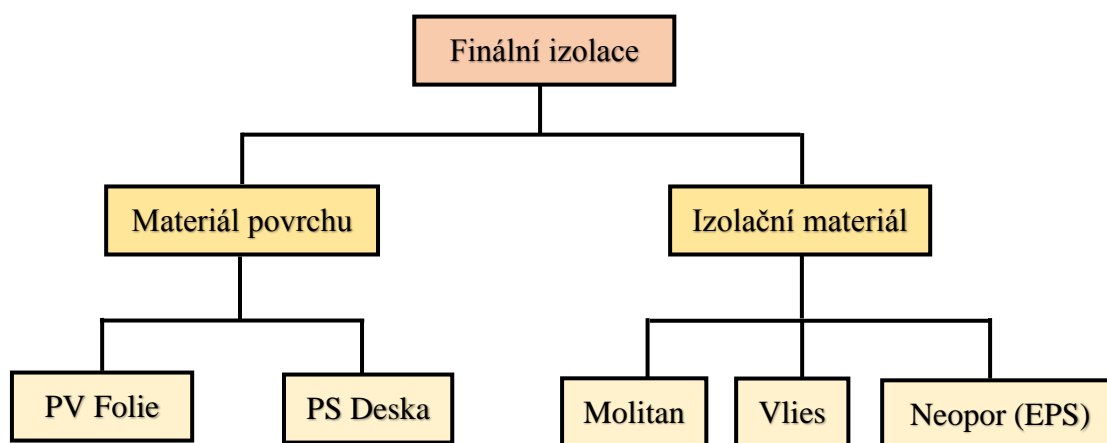 Finální izolace
Materiál povrchu
Izolační materiál
PV Folie
PS Deska
Molitan
Vlies
Neopor (EPS)